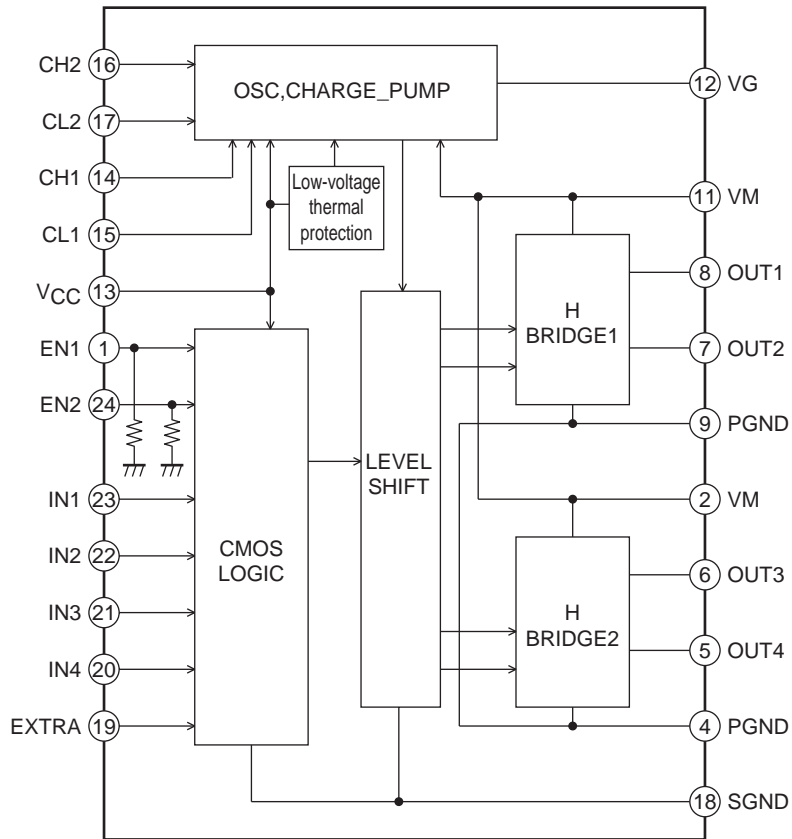 CH2 16
CL2 17
CH1 14
CL1 15
VCC 13
EN1 1
EN2 24
IN1 23
IN2 22
IN3 21
IN4 20
EXTRA 19
OSC,CHARGE_PUMP
Low-voltage
thermal
protection
CMOS
LOGIC
LEVEL
SHIFT
H
BRIDGE1
H
BRIDGE2
12 VG
11 VM
8 OUT1
7 OUT2
9 PGND
2 VM
6 OUT3
5 OUT4
4 PGND
18 SGND